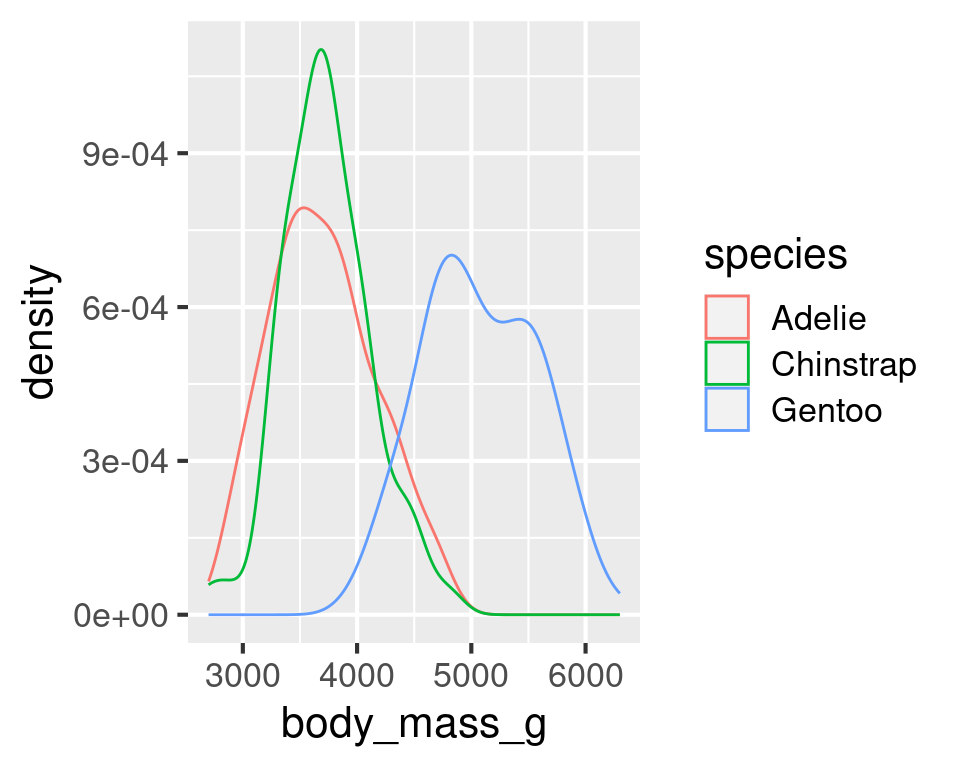 9e-04
6e-04
3e-04
0e+00
density
3000 4000 5000 6000
body_mass_g
species
Adelie
Chinstrap
Gentoo